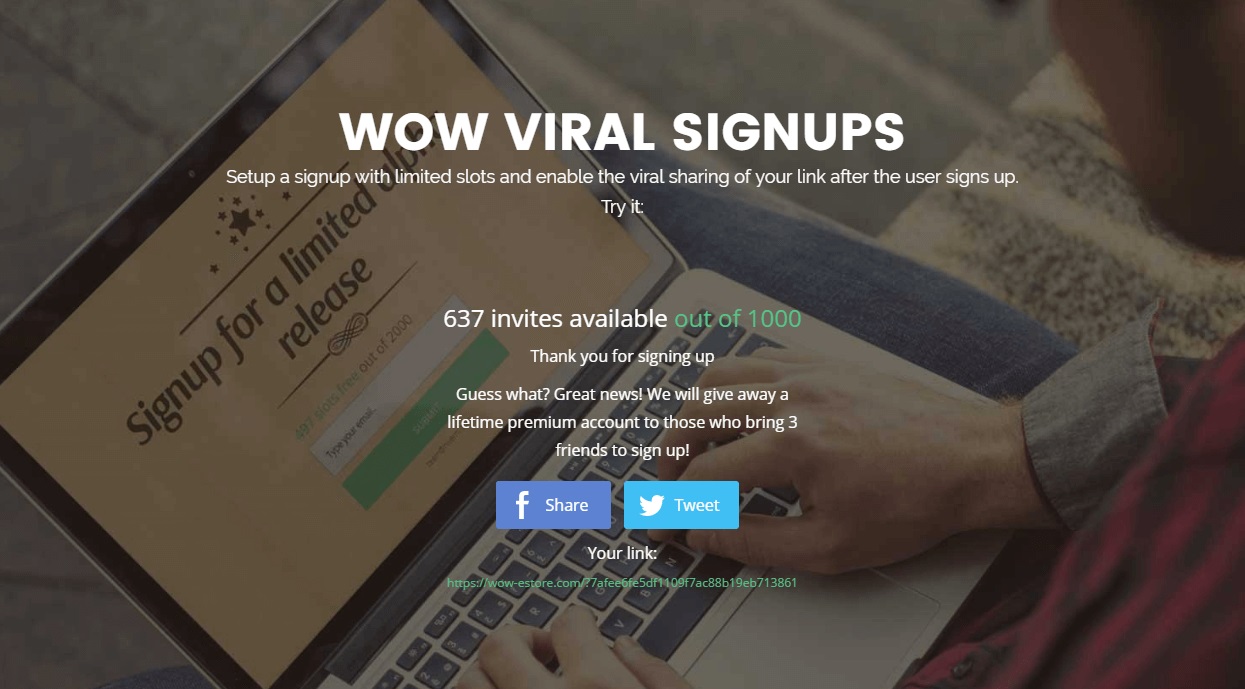 WOW VIRAL SIGNUPS
Setup a signup with limited slots and enable the viral sharing of your link after the user signs up.
Try it:
637 invites available out of 1000
Thank you for signing up
Guess what? Great news! We will give away a
lifetime premium account to those who bring 3
friends to sign up!
Share
Tweet
Your link:
https://wow-estore.com/?7afee6fe5df1109f7ac88b19eb713861
Signup for a limited alpha
release
497 slots free out of 2000
Type your email
SUBMIT